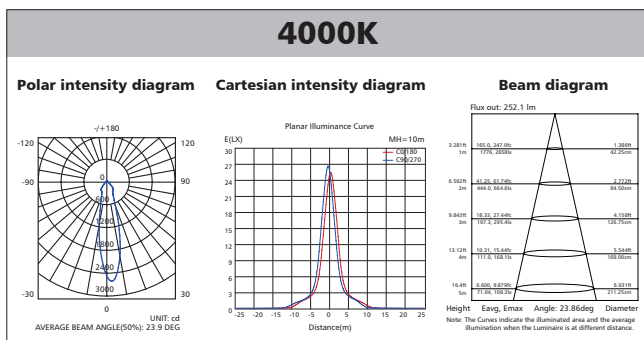 4000K
Polar intensity diagram
Cartesian intensity diagram
Beam diagram
-/+180
-120
120
-90
90
-30
30
0
0
600
1200
1800
2400
3000
UNIT: cd
AVERAGE BEAM ANGLE(50%): 23.9 DEG
Planar Illuminance Curve
E(LX)
MH=10m
C0/180
C90/270
30
27
24
21
18
15
12
9
6
3
0
-25 -20 -15 -10 -5 0 5 10 15 20 25
Distance(m)
Flux out: 252.1 lm
3.281ft 165.0, 247.0fc 1.386ft
1m 1776, 2658lx 42.25cm
6.562ft 41.25, 61.74fc 2.772ft
2m 444.0, 664.6lx 84.50cm
9.843ft 18.33, 27.44fc 4.158ft
3m 197.3, 295.4lx 126.75cm
13.12ft 10.31, 15.44fc 5.544ft
4m 111.0, 168.1lx 169.00cm
16.4ft 6.600, 9.879fc 6.931ft
5m 71.04, 108.3lx 211.25cm
Height Eavg, Emax Angle: 23.86deg Diameter
Note: The Curves indicate the illuminated area and the average
illumination when the Luminaire is at different distance.